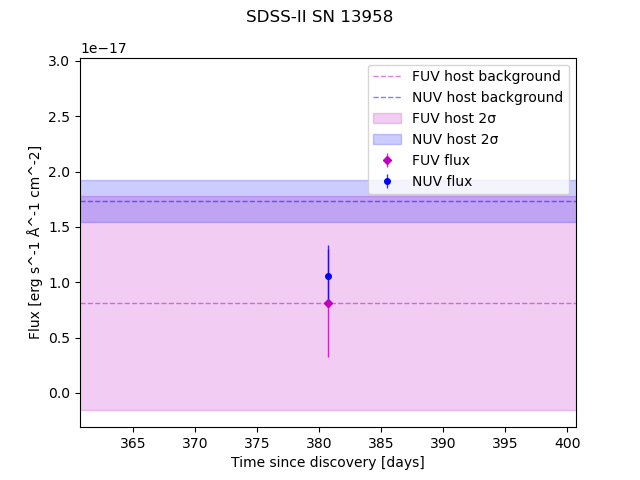 SDSS-II SN 13958
1e−17
3.0
2.5
2.0
1.5
1.0
0.5
0.0
Flux [erg s^-1 Å^-1 cm^-2]
FUV host background
NUV host background
FUV host 2σ
NUV host 2σ
FUV flux
NUV flux
365 370 375 380 385 390 395 400
Time since discovery [days]